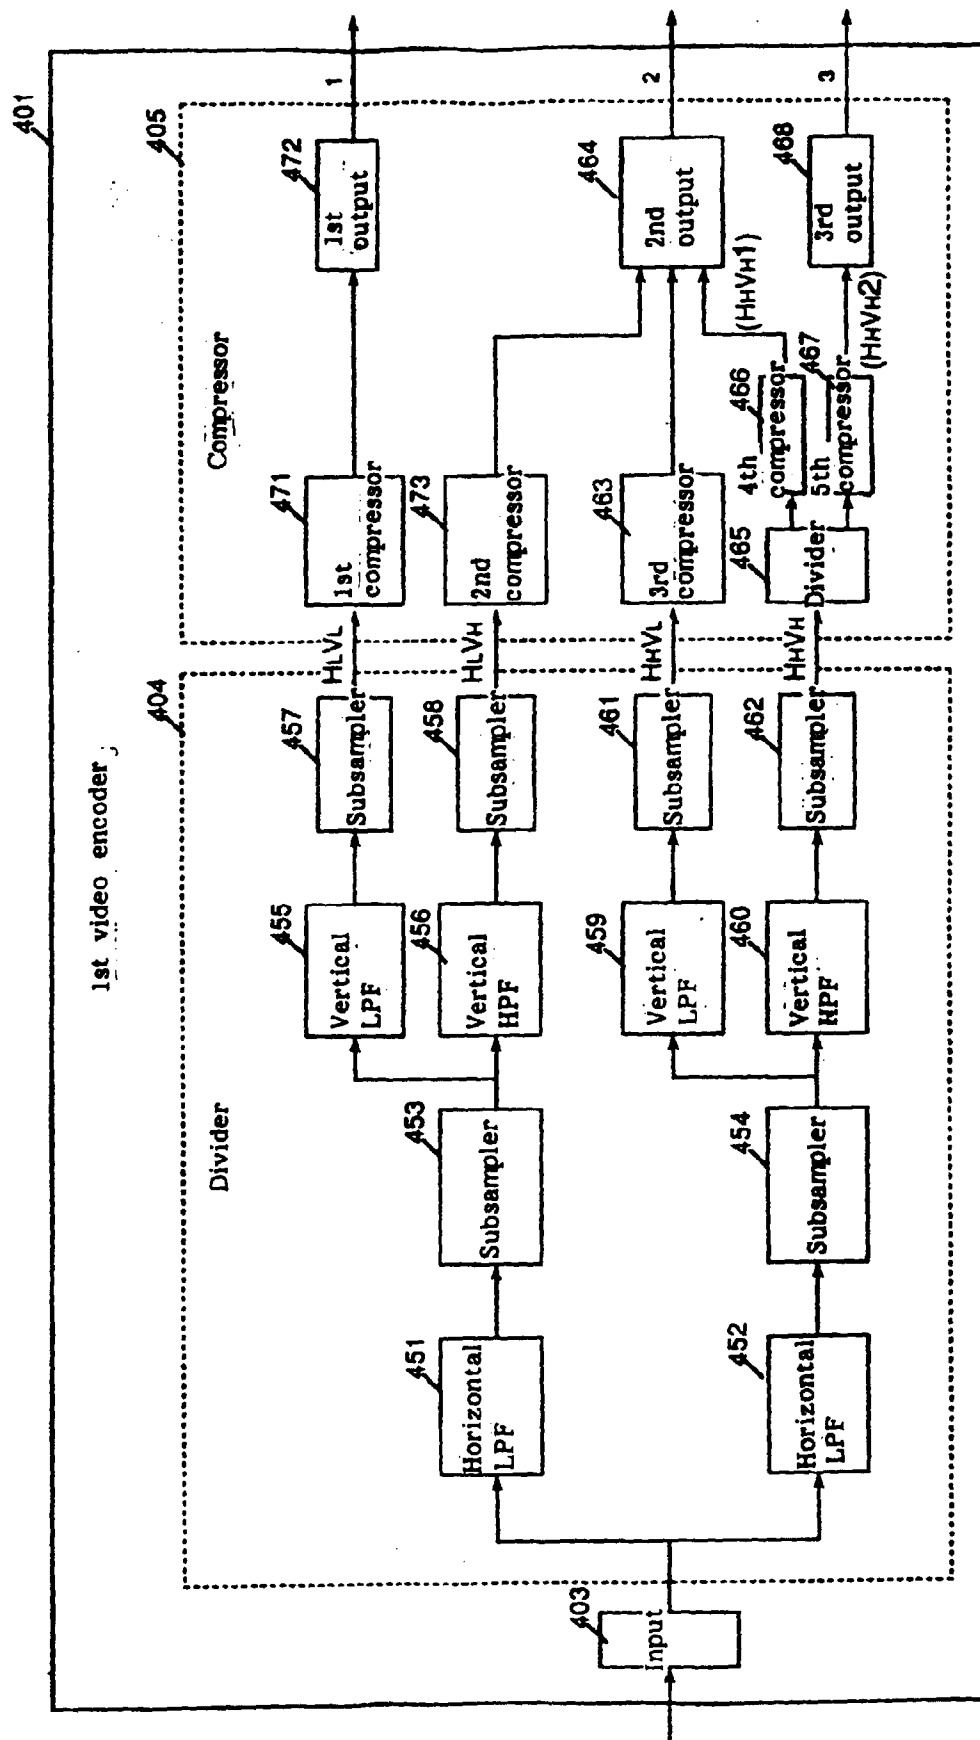 401
1st video encoder
404
405
Divider
Compressor
403
Input
451
Horizontal
LPF
453
Subsampler
455
Vertical
LPF
457
Subsampler
HLVL
471
1st
compressor
472
1st
output
1
456
Vertical
HPF
458
Subsampler
HLVH
473
2nd
compressor
452
Horizontal
LPF
454
Subsampler
459
Vertical
LPF
461
Subsampler
HHVL
463
3rd
compressor
464
2nd
output
2
460
Vertical
HPF
462
Subsampler
HHVH
465
Divider
466
4th
compressor
(HHVH1)
467
5th
compressor
(HHVH2)
468
3rd
output
3